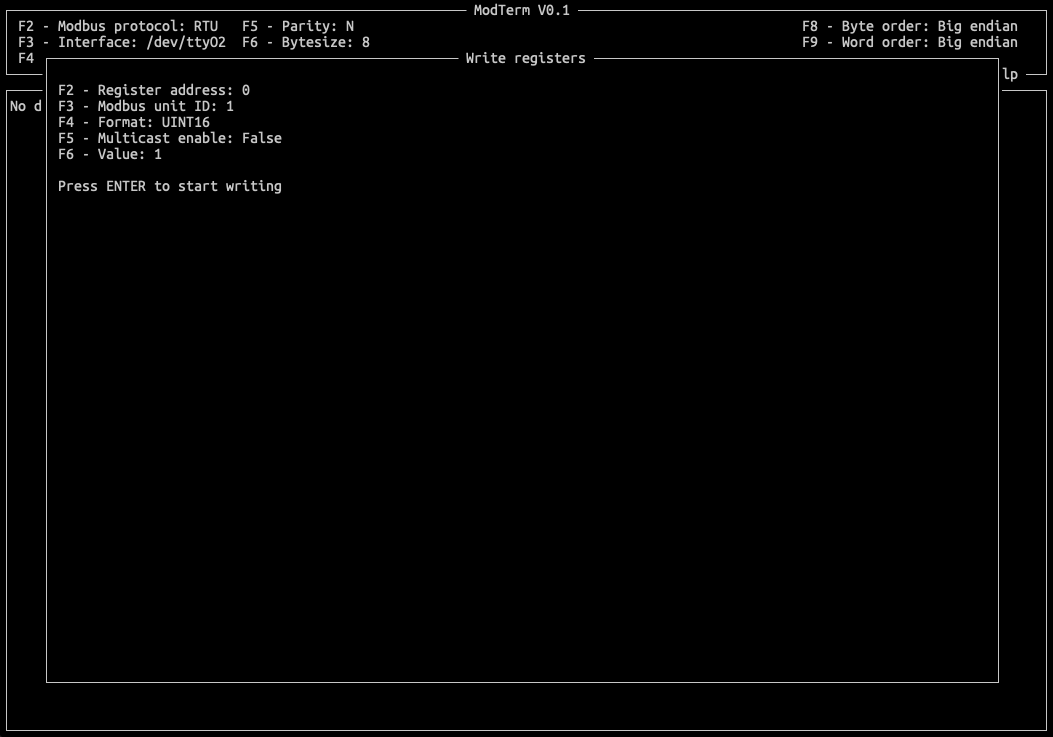 ModTerm V0.1
F2 - Modbus protocol: RTU F5 - Parity: N F8 - Byte order: Big endian
F3 - Interface: /dev/ttyO2 F6 - Bytesize: 8 F9 - Word order: Big endian
F4
Write registers
lp
F2 - Register address: 0
No d
F3 - Modbus unit ID: 1
F4 - Format: UINT16
F5 - Multicast enable: False
F6 - Value: 1
Press ENTER to start writing